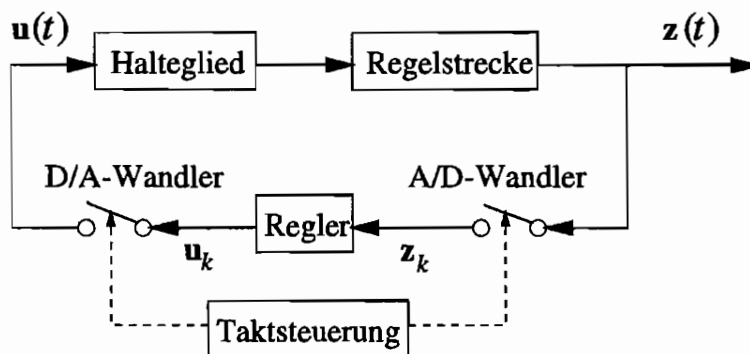 u(t)
z(t)
Halteglied
Regelstrecke
D/A-Wandler
A/D-Wandler
Regler
u_k
z_k
Taktsteuerung